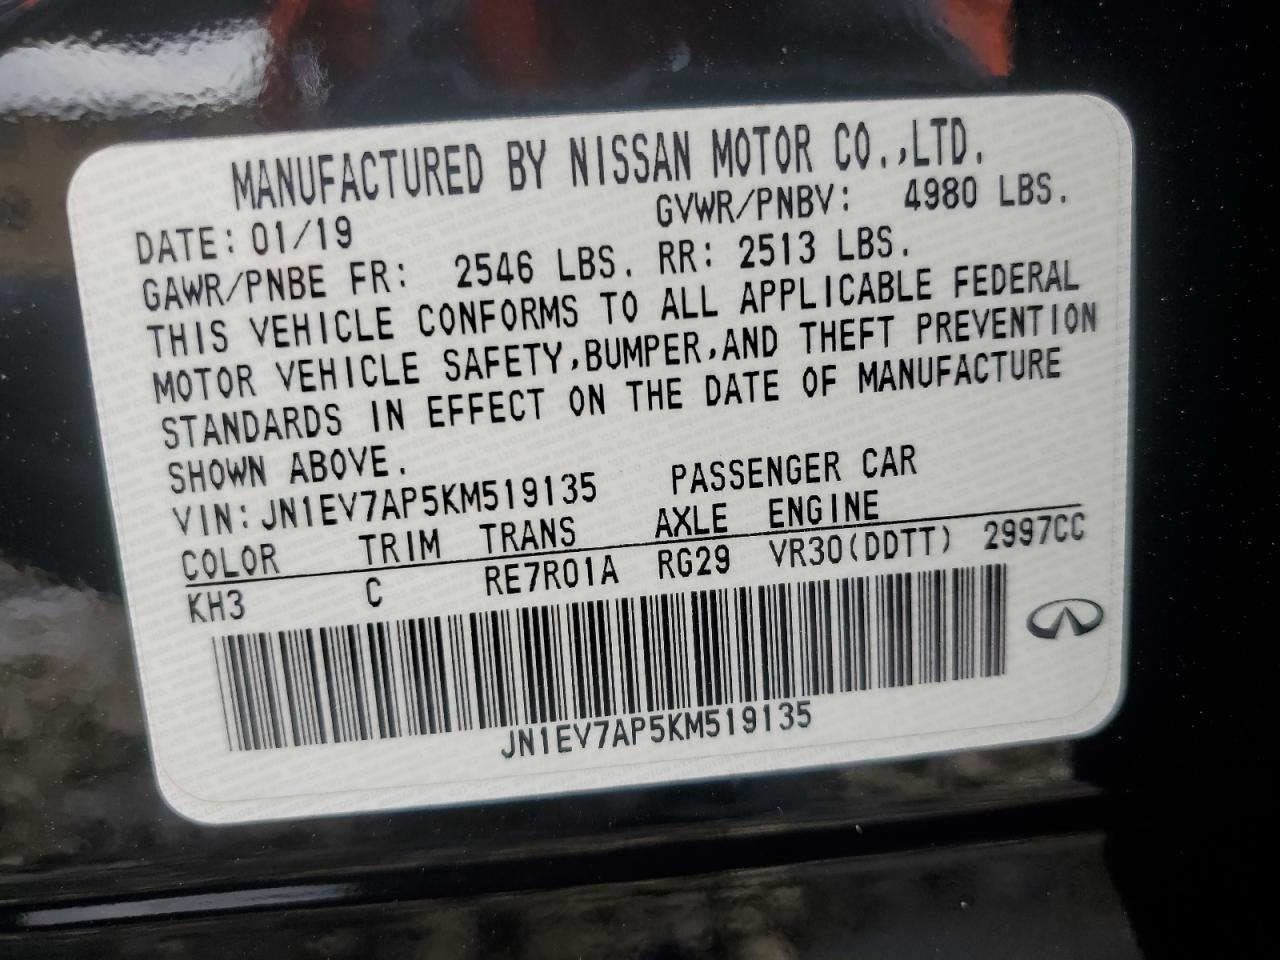 MANUFACTURED BY NISSAN MOTOR CO.,LTD.
DATE: 01/19 GVWR/PNBV: 4980 LBS.
GAWR/PNBE FR: 2546 LBS. RR: 2513 LBS.
THIS VEHICLE CONFORMS TO ALL APPLICABLE FEDERAL
MOTOR VEHICLE SAFETY,BUMPER,AND THEFT PREVENTION
STANDARDS IN EFFECT ON THE DATE OF MANUFACTURE
SHOWN ABOVE.
VIN: JN1EV7AP5KM519135 PASSENGER CAR
COLOR TRIM TRANS AXLE ENGINE
KH3 C RE7R01A RG29 VR30(DDTT) 2997CC
JN1EV7AP5KM519135